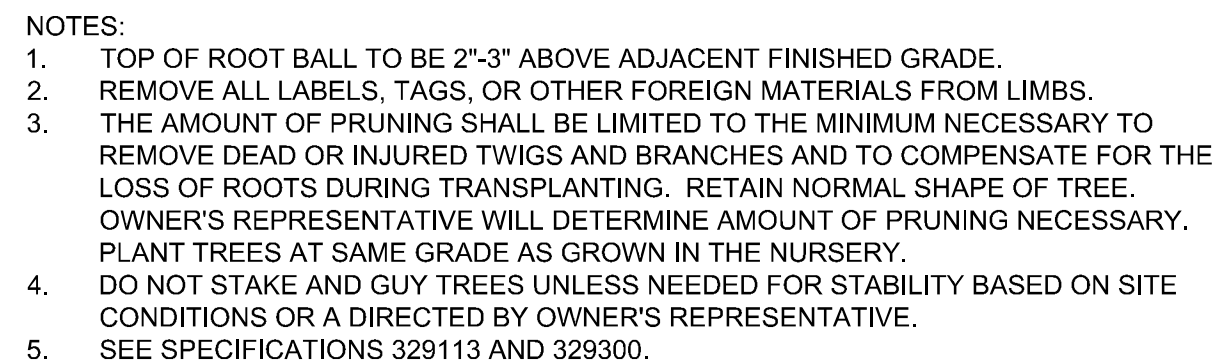 NOTES:
1. TOP OF ROOT BALL TO BE 2"-3" ABOVE ADJACENT FINISHED GRADE.
2. REMOVE ALL LABELS, TAGS, OR OTHER FOREIGN MATERIALS FROM LIMBS.
3. THE AMOUNT OF PRUNING SHALL BE LIMITED TO THE MINIMUM NECESSARY TO
REMOVE DEAD OR INJURED TWIGS AND BRANCHES AND TO COMPENSATE FOR THE
LOSS OF ROOTS DURING TRANSPLANTING. RETAIN NORMAL SHAPE OF TREE.
OWNER'S REPRESENTATIVE WILL DETERMINE AMOUNT OF PRUNING NECESSARY.
PLANT TREES AT SAME GRADE AS GROWN IN THE NURSERY.
4. DO NOT STAKE AND GUY TREES UNLESS NEEDED FOR STABILITY BASED ON SITE
CONDITIONS OR A DIRECTED BY OWNER'S REPRESENTATIVE.
5. SEE SPECIFICATIONS 329113 AND 329300.